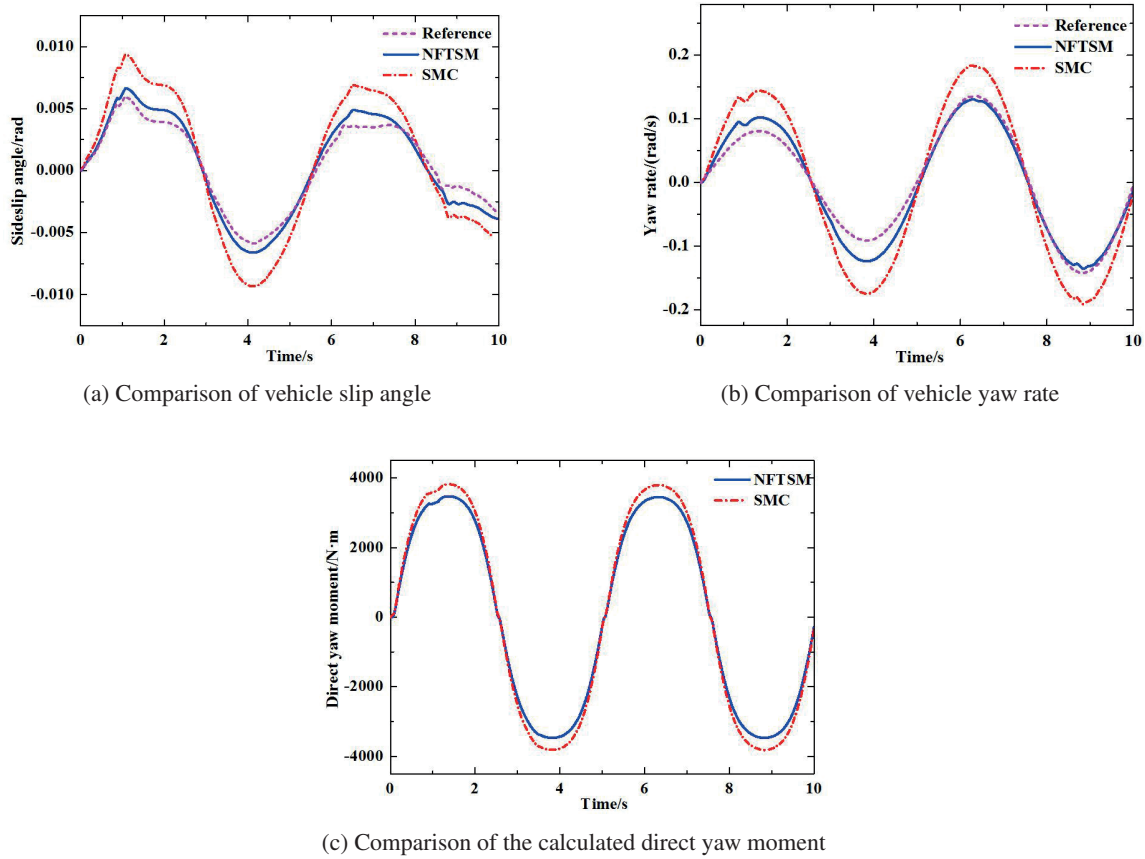 Reference
NFTSM
SMC
0.010
0.005
0.000
-0.005
-0.010
Sideslip angle/rad
0 2 4 6 8 10
Time/s
(a) Comparison of vehicle slip angle
Reference
NFTSM
SMC
0.2
0.1
0.0
-0.1
-0.2
Yaw rate/(rad/s)
0 2 4 6 8 10
Time/s
(b) Comparison of vehicle yaw rate
NFTSM
SMC
4000
2000
0
-2000
-4000
Direct yaw moment/N·m
0 2 4 6 8 10
Time/s
(c) Comparison of the calculated direct yaw moment